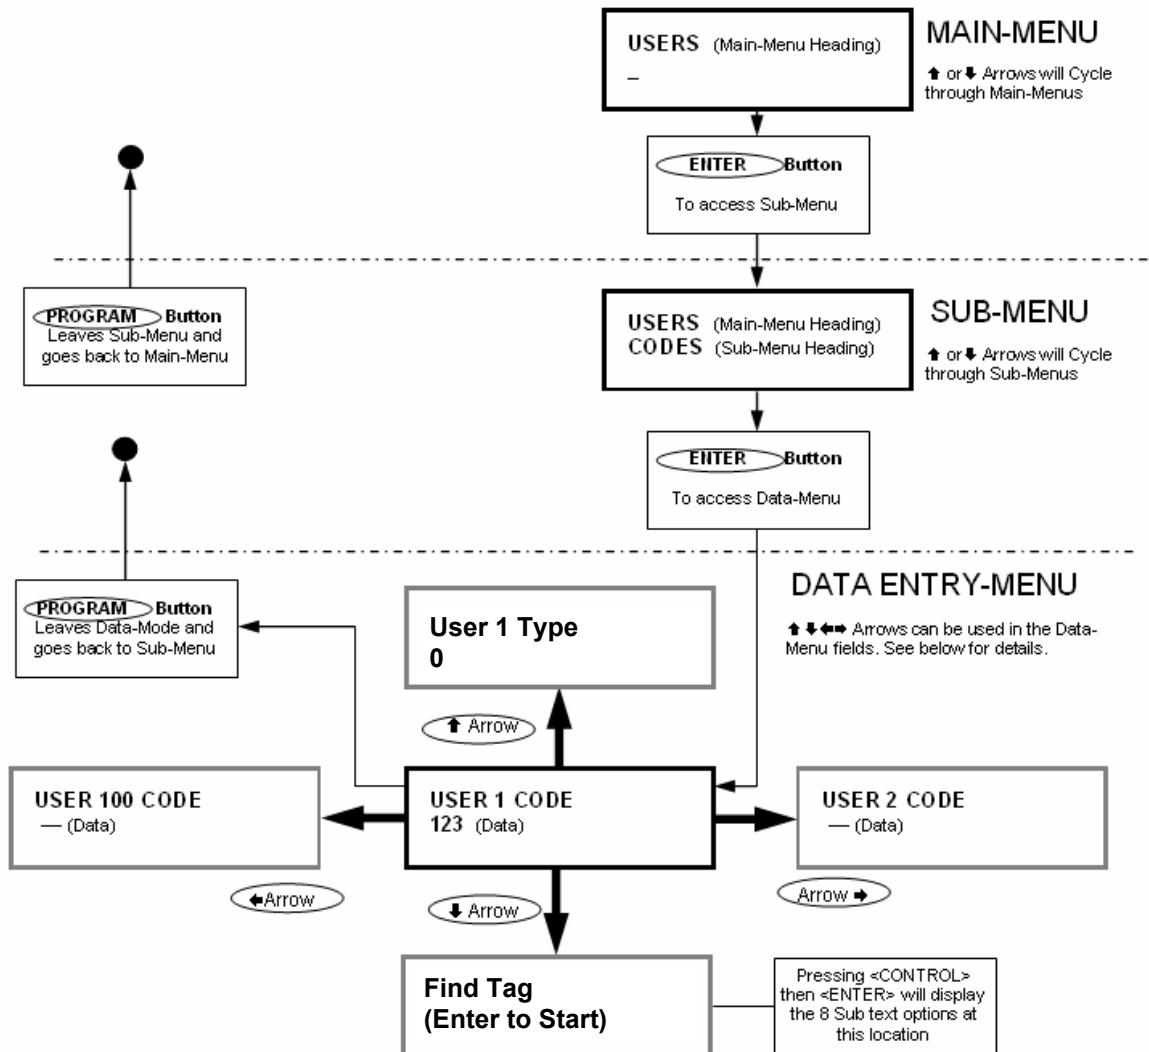 USERS (Main-Menu Heading)
_
MAIN-MENU
⬆ or ⬇ Arrows will Cycle
through Main-Menus
ENTER Button
To access Sub-Menu
PROGRAM Button
Leaves Sub-Menu and
goes back to Main-Menu
USERS (Main-Menu Heading)
CODES (Sub-Menu Heading)
SUB-MENU
⬆ or ⬇ Arrows will Cycle
through Sub-Menus
ENTER Button
To access Data-Menu
DATA ENTRY-MENU
⬆⬇⬅➡ Arrows can be used in the Data-
Menu fields. See below for details.
PROGRAM Button
Leaves Data-Mode and
goes back to Sub-Menu
User 1 Type
0
⬆ Arrow
USER 100 CODE
— (Data)
USER 1 CODE
123 (Data)
USER 2 CODE
— (Data)
⬅Arrow
⬇ Arrow
Arrow ➡
Find Tag
(Enter to Start)
Pressing <CONTROL>
then <ENTER> will display
the 8 Sub text options at
this location